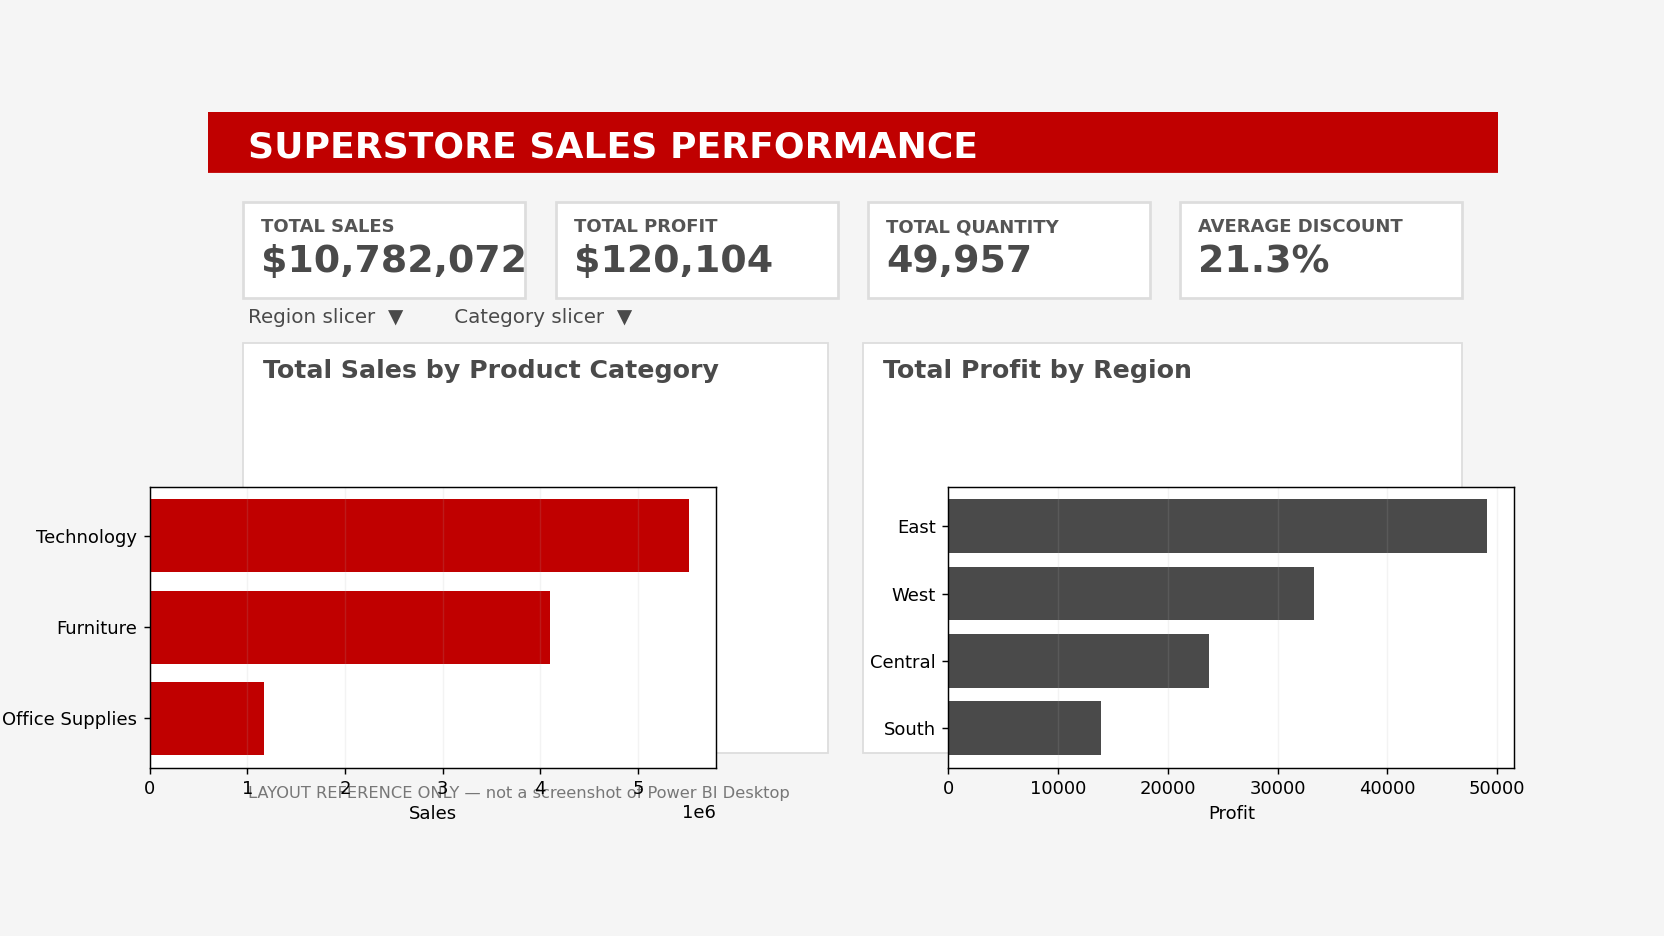 SUPERSTORE SALES PERFORMANCE
TOTAL SALES
$10,782,072
TOTAL PROFIT
$120,104
TOTAL QUANTITY
49,957
AVERAGE DISCOUNT
21.3%
Region slicer ▼
Category slicer ▼
Total Sales by Product Category
Technology
Furniture
Office Supplies
0 1 2 3 4 5
LAYOUT REFERENCE ONLY — not a screenshot of Power BI Desktop
Sales
1e6
Total Profit by Region
East
West
Central
South
0 10000 20000 30000 40000 50000
Profit